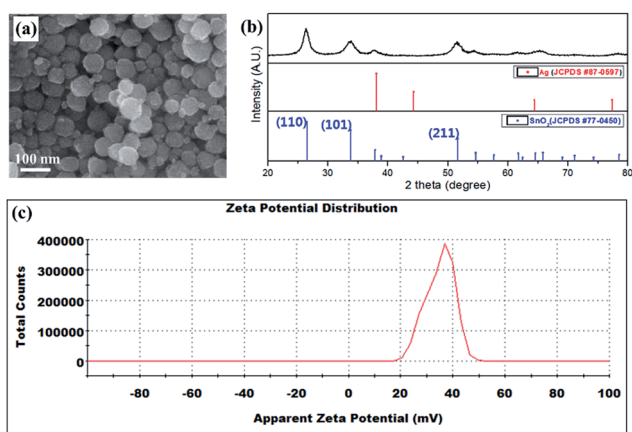 (a)
100 nm
(b)
Intensity (A.U.)
Ag (JCPDS #87-0597)
SnO₂(JCPDS #77-0450)
(110)
(101)
(211)
20 30 40 50 60 70 80
2 theta (degree)
(c)
Zeta Potential Distribution
Total Counts
400000
300000
200000
100000
0
-80 -60 -40 -20 0 20 40 60 80 100
Apparent Zeta Potential (mV)